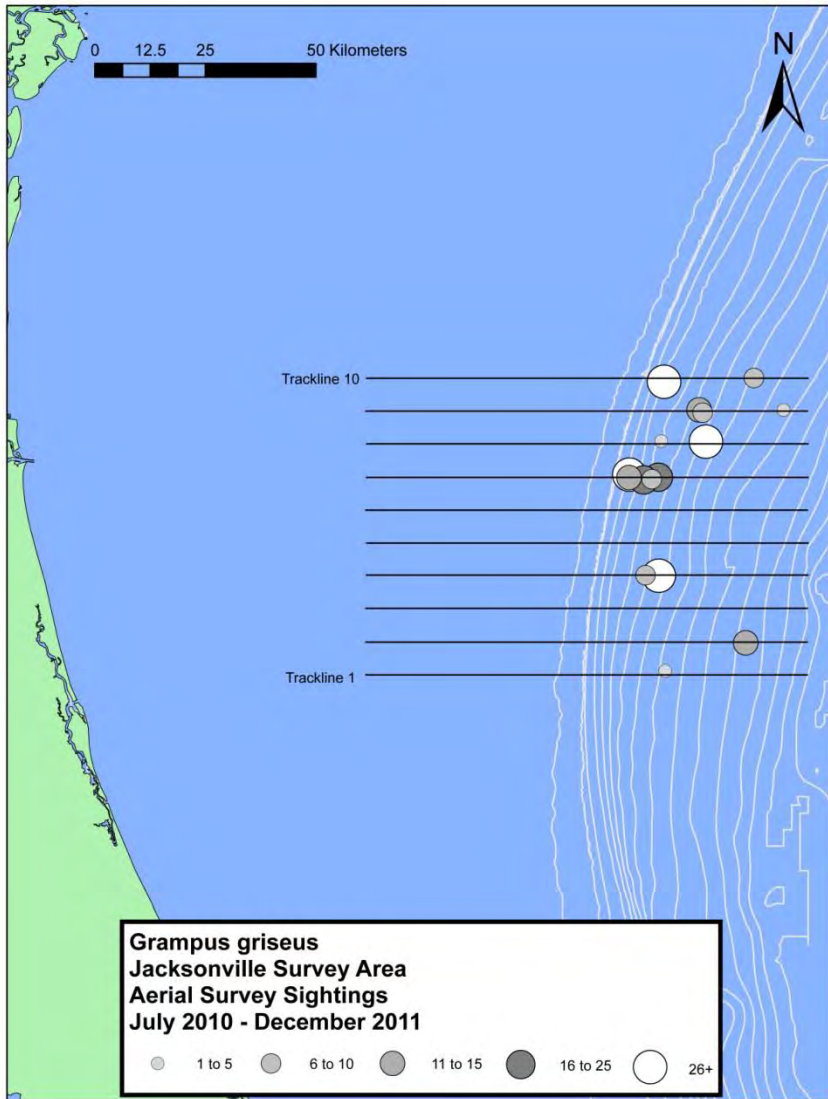 0 12.5 25 50 Kilometers
N
Trackline 10
Trackline 1
Grampus griseus
Jacksonville Survey Area
Aerial Survey Sightings
July 2010 - December 2011
1 to 5 6 to 10 11 to 15 16 to 25 26+